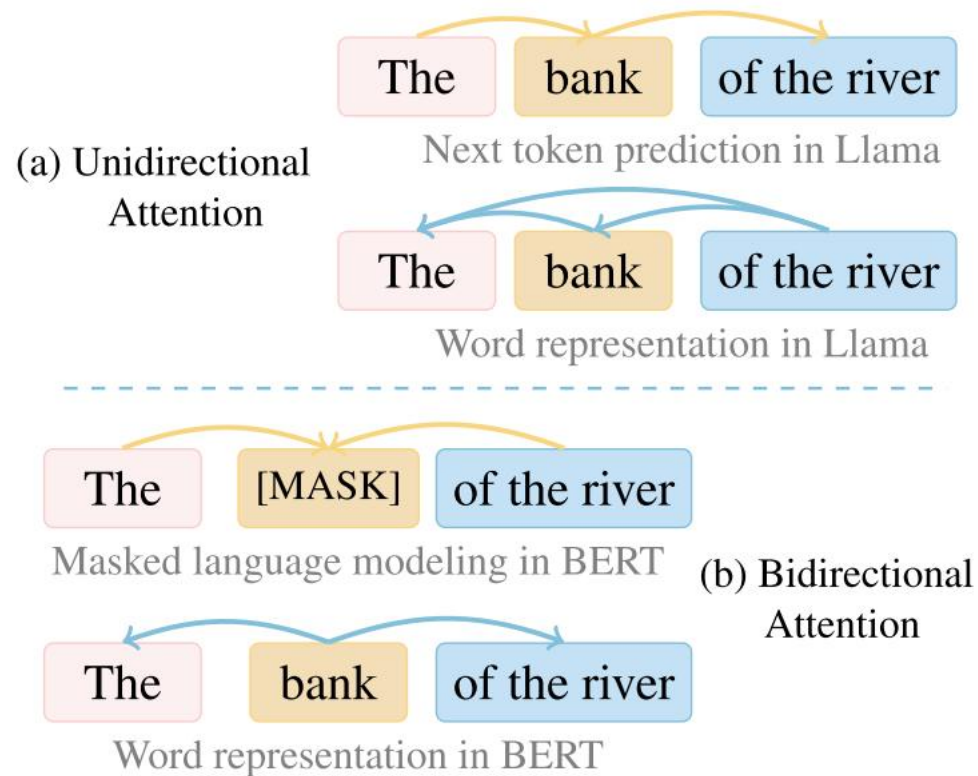 The bank of the river
Next token prediction in Llama
(a) Unidirectional
Attention
The bank of the river
Word representation in Llama
The [MASK] of the river
Masked language modeling in BERT
(b) Bidirectional
Attention
The bank of the river
Word representation in BERT